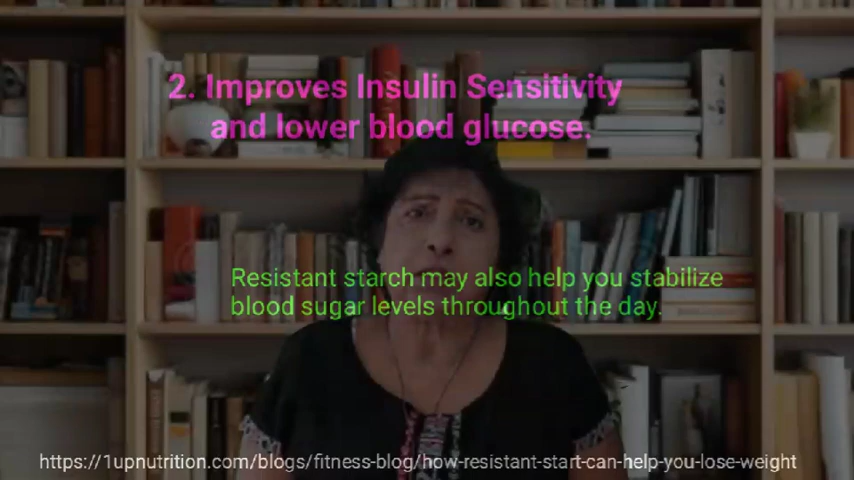 2. Improves Insulin Sensitivity
and lower blood glucose.
Resistant starch may also help you stabilize
blood sugar levels throughout the day.
https://1upnutrition.com/blogs/fitness-blog/how-resistant-start-can-help-you-lose-weight